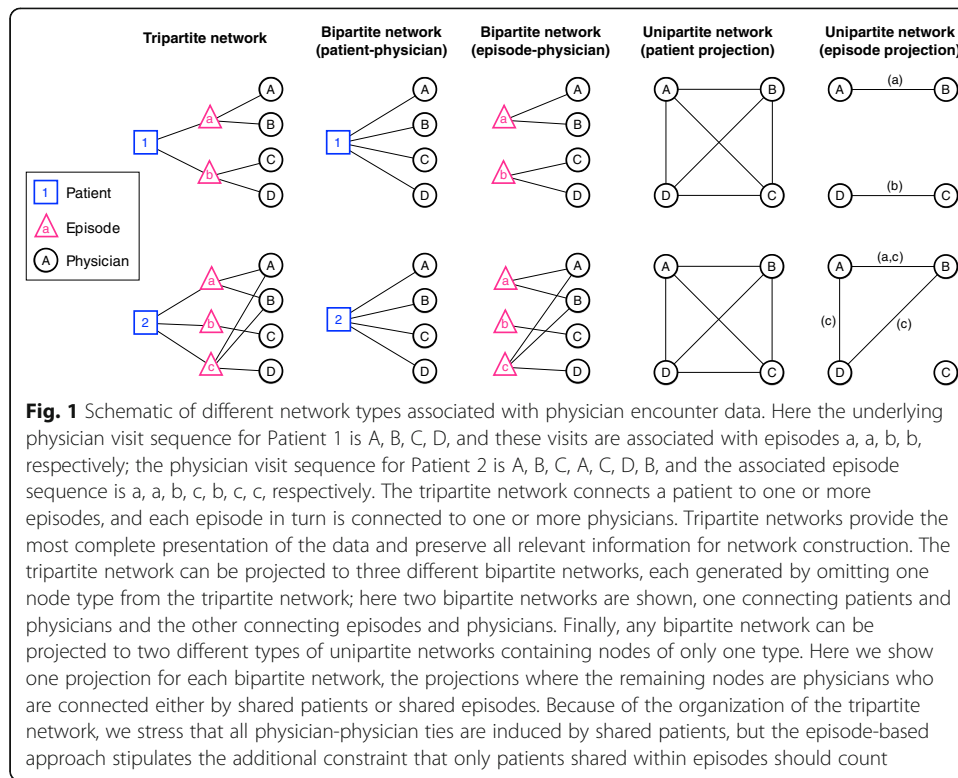 Tripartite network
Bipartite network
(patient-physician)
Bipartite network
(episode-physician)
Unipartite network
(patient projection)
Unipartite network
(episode projection)
1 a b A B C D
1 A B C D
a b A B C D
A B D C
A (a) B
D (b) C
1 Patient
a Episode
A Physician
2 a b c A B C D
2 A B C D
a b c A B C D
A B D C
A (a,c) B
(c) (c)
D C
Fig. 1 Schematic of different network types associated with physician encounter data. Here the underlying
physician visit sequence for Patient 1 is A, B, C, D, and these visits are associated with episodes a, a, b, b,
respectively; the physician visit sequence for Patient 2 is A, B, C, A, C, D, B, and the associated episode
sequence is a, a, b, c, b, c, c, respectively. The tripartite network connects a patient to one or more
episodes, and each episode in turn is connected to one or more physicians. Tripartite networks provide the
most complete presentation of the data and preserve all relevant information for network construction. The
tripartite network can be projected to three different bipartite networks, each generated by omitting one
node type from the tripartite network; here two bipartite networks are shown, one connecting patients and
physicians and the other connecting episodes and physicians. Finally, any bipartite network can be
projected to two different types of unipartite networks containing nodes of only one type. Here we show
one projection for each bipartite network, the projections where the remaining nodes are physicians who
are connected either by shared patients or shared episodes. Because of the organization of the tripartite
network, we stress that all physician-physician ties are induced by shared patients, but the episode-based
approach stipulates the additional constraint that only patients shared within episodes should count